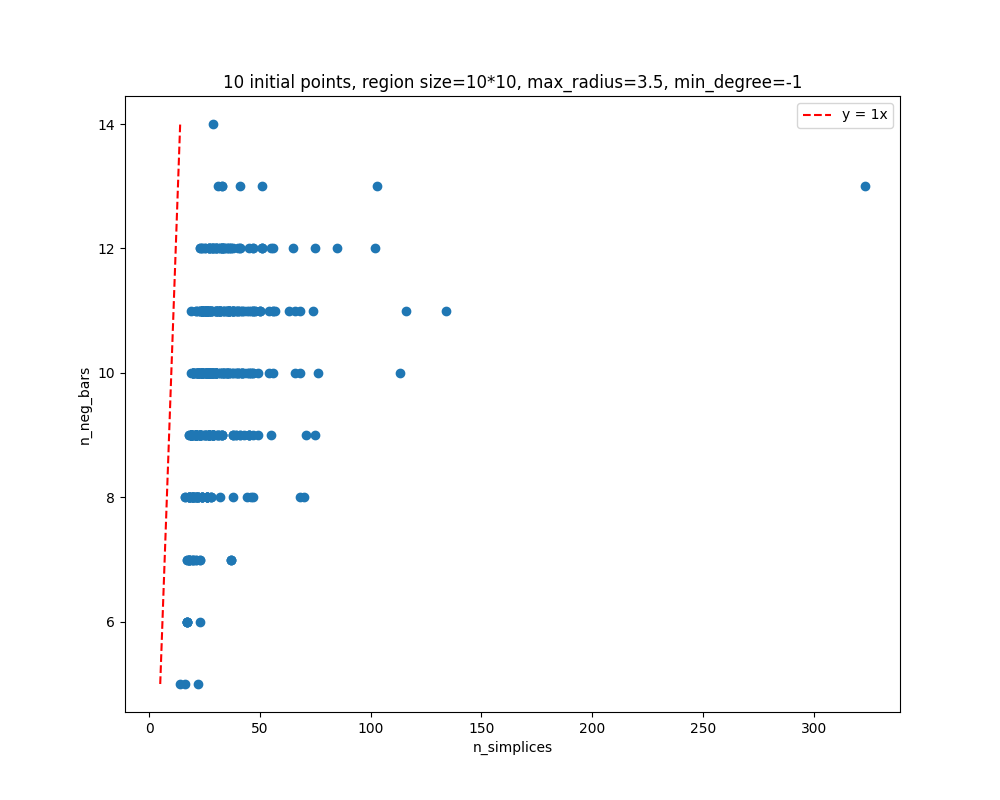 10 initial points, region size=10*10, max_radius=3.5, min_degree=-1
y = 1x
14
12
10
8
6
n_neg_bars
0 50 100 150 200 250 300
n_simplices